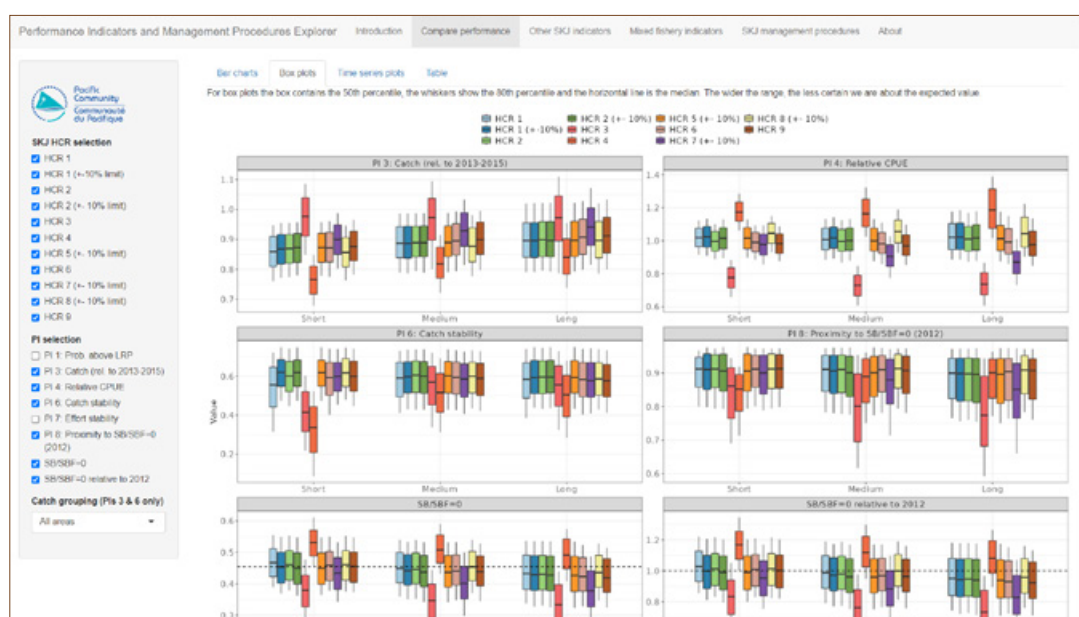 Performance Indicators and Management Procedures Explorer Introduction Compare performance Other SKJ indicators Mixed fishery indicators SKJ management procedures About
Pacific
Community
Communauté
du Pacifique
SKJ HCR selection
HCR 1
HCR 1 (+-10% limit)
HCR 2
HCR 2 (+- 10% limit)
HCR 3
HCR 4
HCR 5 (+- 10% limit)
HCR 6
HCR 7 (+- 10% limit)
HCR 8 (+- 10% limit)
HCR 9
PI selection
PI 1: Prob. above LRP
PI 3: Catch (rel. to 2013-2015)
PI 4: Relative CPUE
PI 6: Catch stability
PI 7: Effort stability
PI 8: Proximity to SB/SBF=0
(2012)
SB/SBF=0
SB/SBF=0 relative to 2012
Catch grouping (PIs 3 & 6 only)
All areas
Bar charts Box plots Time series plots Table
For box plots the box contains the 50th percentile, the whiskers show the 80th percentile and the horizontal line is the median. The wider the range, the less certain we are about the expected value.
HCR 1 HCR 2 (+- 10%) HCR 5 (+- 10%) HCR 8 (+- 10%)
HCR 1 (+-10%) HCR 3 HCR 6 HCR 9
HCR 2 HCR 4 HCR 7 (+- 10%)
PI 3: Catch (rel. to 2013-2015)
1.1
1.0
0.9
0.8
0.7
Short Medium Long
PI 4: Relative CPUE
1.4
1.2
1.0
0.8
0.6
Short Medium Long
PI 6: Catch stability
0.6
0.4
0.2
Short Medium Long
Value
PI 8: Proximity to SB/SBF=0 (2012)
0.9
0.8
0.7
0.6
Short Medium Long
SB/SBF=0
0.6
0.5
0.4
0.3
SB/SBF=0 relative to 2012
1.2
1.0
0.8